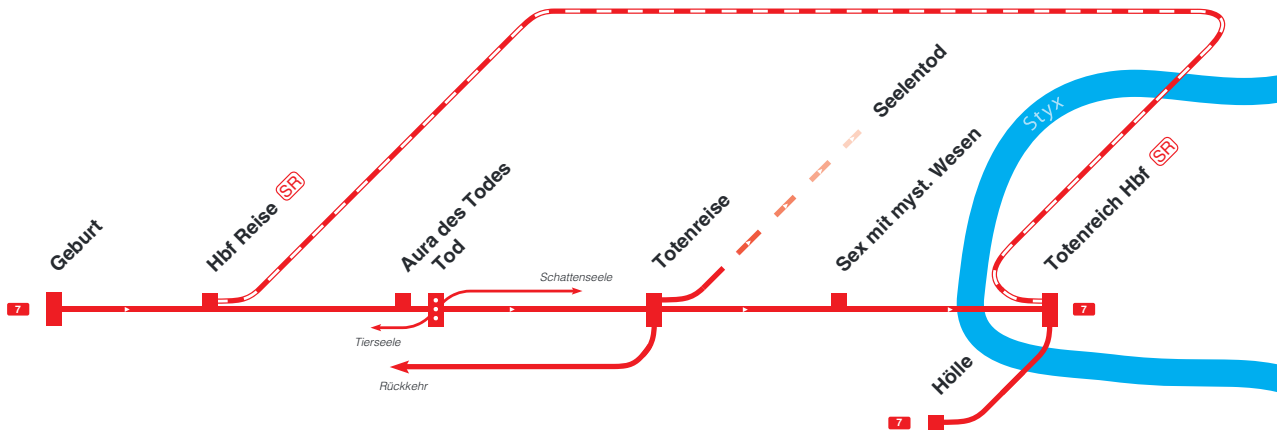 Seelentod
Styx
Sex mit myst. Wesen
Totenreich Hbf SR
Aura des Todes
Hbf Reise SR
Totenreise
Geburt
Tod
Schattenseele
7
7
Tierseele
Rückkehr
Hölle
7